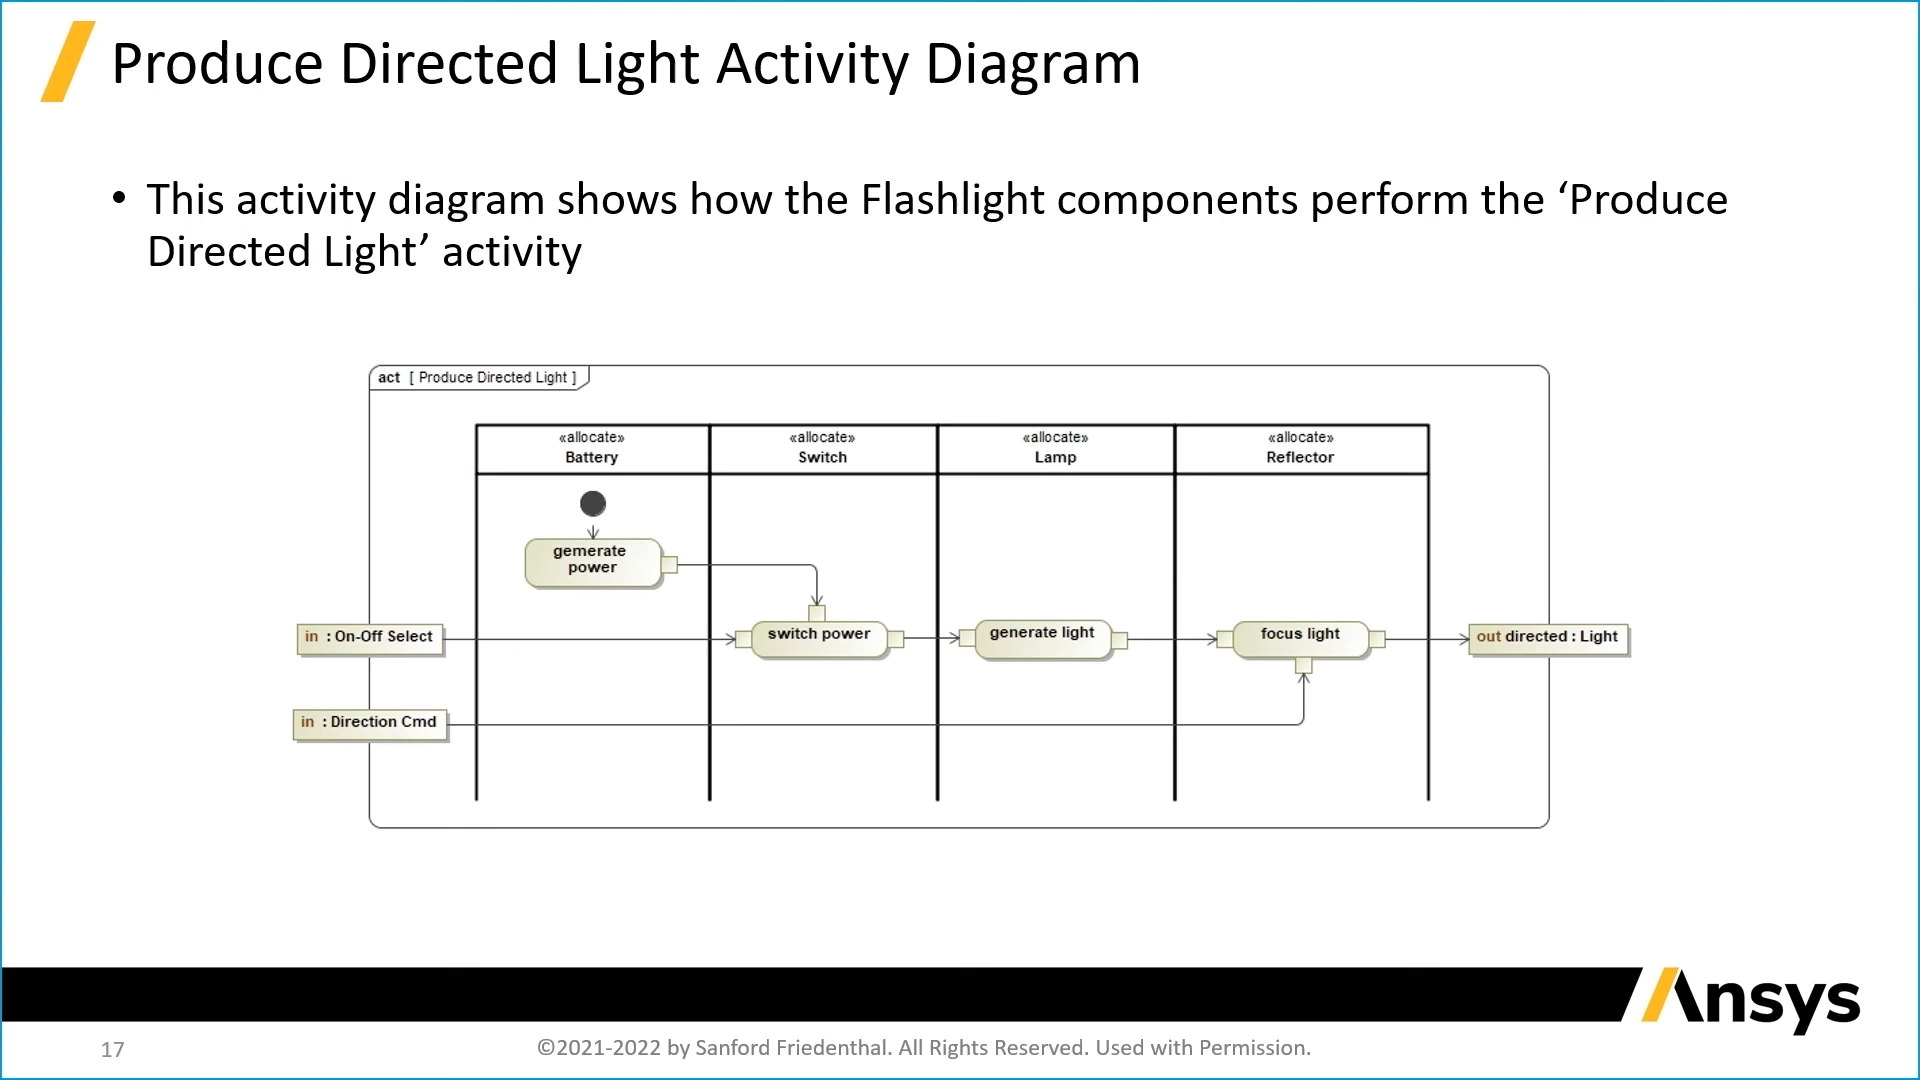 Produce Directed Light Activity Diagram
• This activity diagram shows how the Flashlight components perform the ‘Produce
Directed Light’ activity
act [ Produce Directed Light ]
«allocate»
Battery
«allocate»
Switch
«allocate»
Lamp
«allocate»
Reflector
gemerate
power
in : On-Off Select
switch power
generate light
focus light
out directed : Light
in : Direction Cmd
Ansys
17
©2021-2022 by Sanford Friedenthal. All Rights Reserved. Used with Permission.